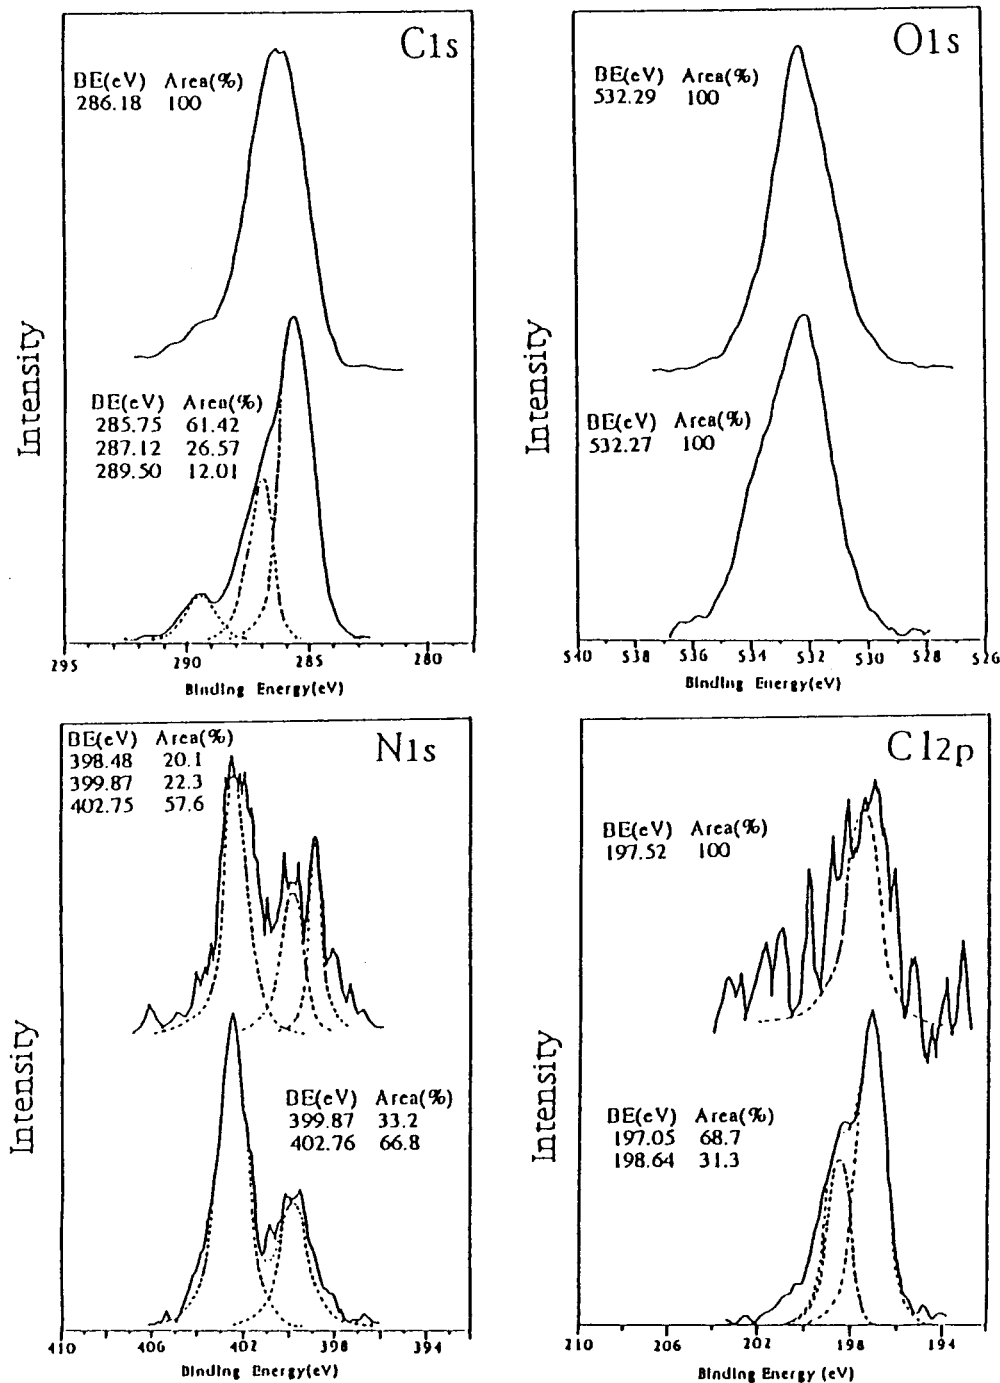 C1s
BE(eV) Area(%)
286.18 100
BE(eV) Area(%)
285.75 61.42
287.12 26.57
289.50 12.01
Intensity
295 290 285 280
Binding Energy(eV)
O1s
BE(eV) Area(%)
532.29 100
BE(eV) Area(%)
532.27 100
Intensity
540 538 536 534 532 530 528 526
Binding Energy(eV)
N1s
BE(eV) Area(%)
398.48 20.1
399.87 22.3
402.75 57.6
BE(eV) Area(%)
399.87 33.2
402.76 66.8
Intensity
410 406 402 398 394
Binding Energy(eV)
Cl2p
BE(eV) Area(%)
197.52 100
BE(eV) Area(%)
197.05 68.7
198.64 31.3
Intensity
210 206 202 198 194
Binding Energy (eV)